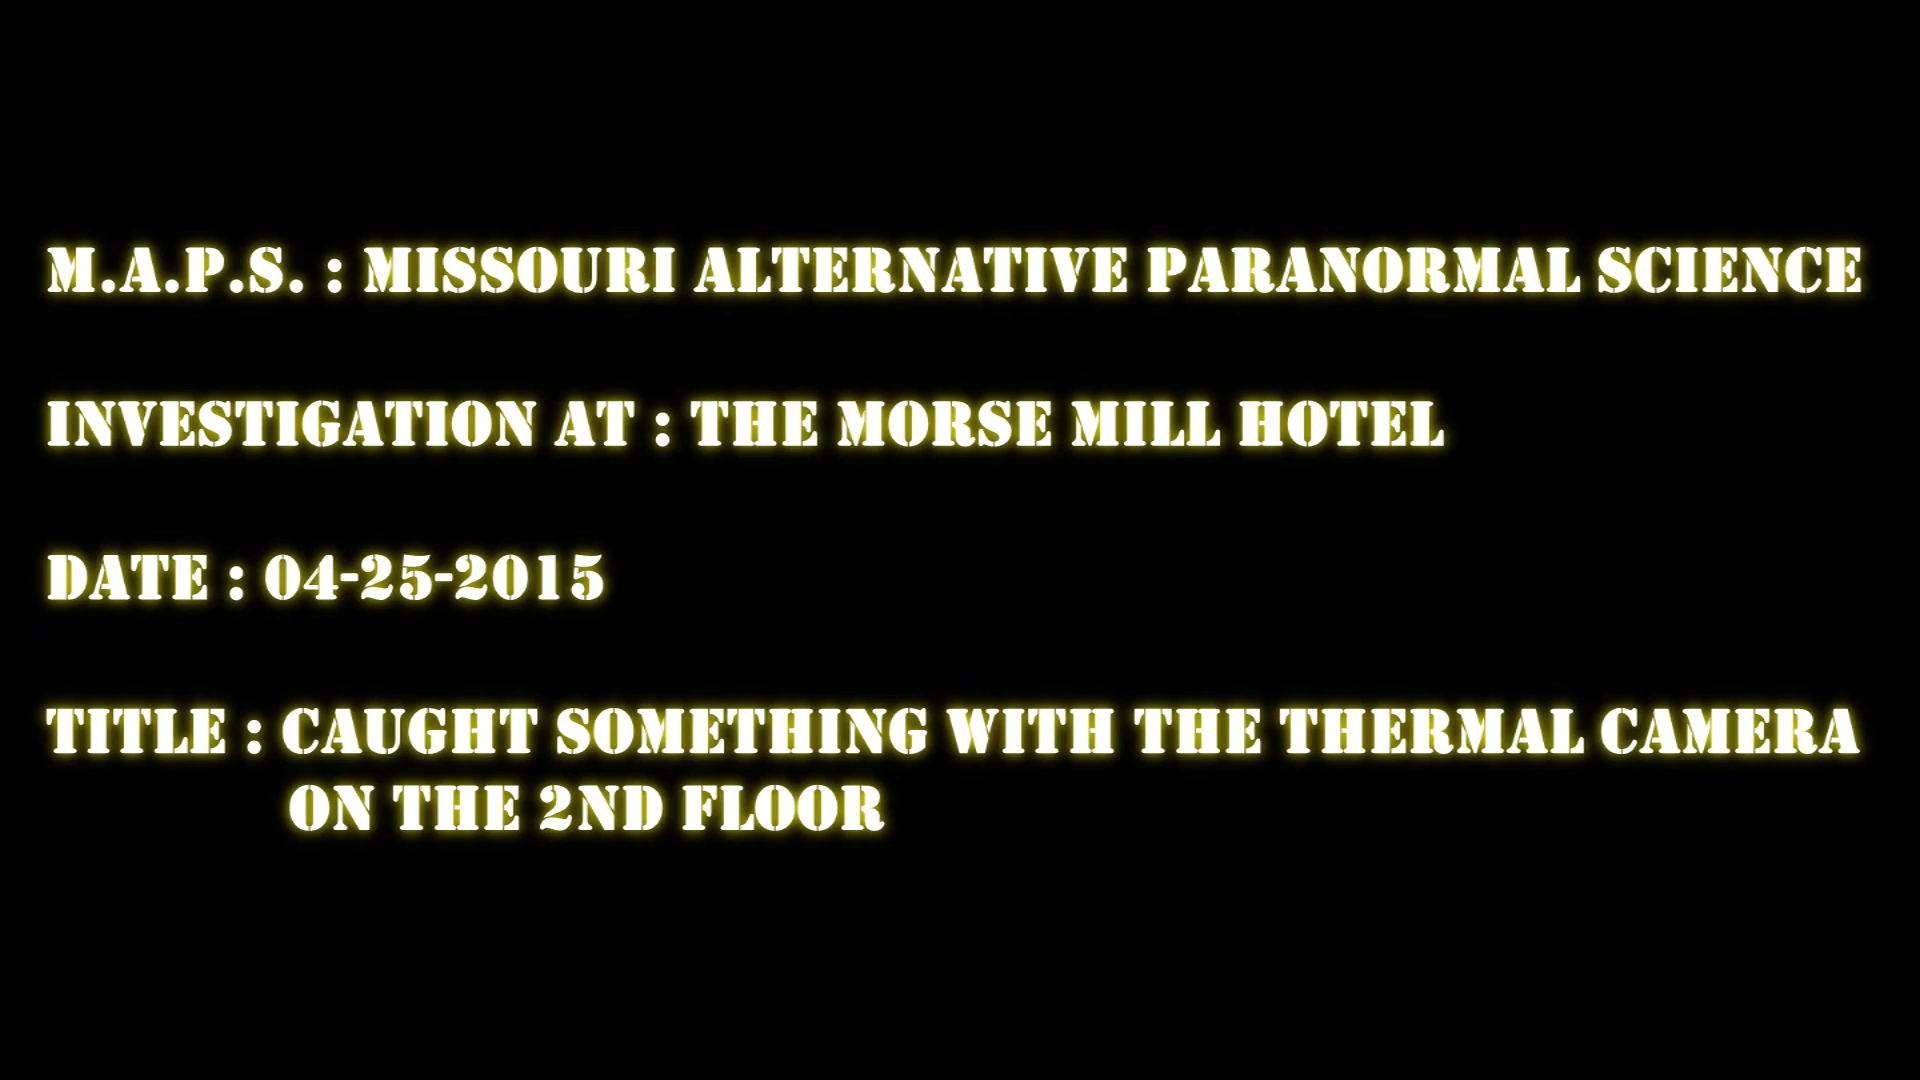 M.A.P.S. : MISSOURI ALTERNATIVE PARANORMAL SCIENCE
INVESTIGATION AT : THE MORSE MILL HOTEL
DATE : 04-25-2015
TITLE : CAUGHT SOMETHING WITH THE THERMAL CAMERA
ON THE 2ND FLOOR